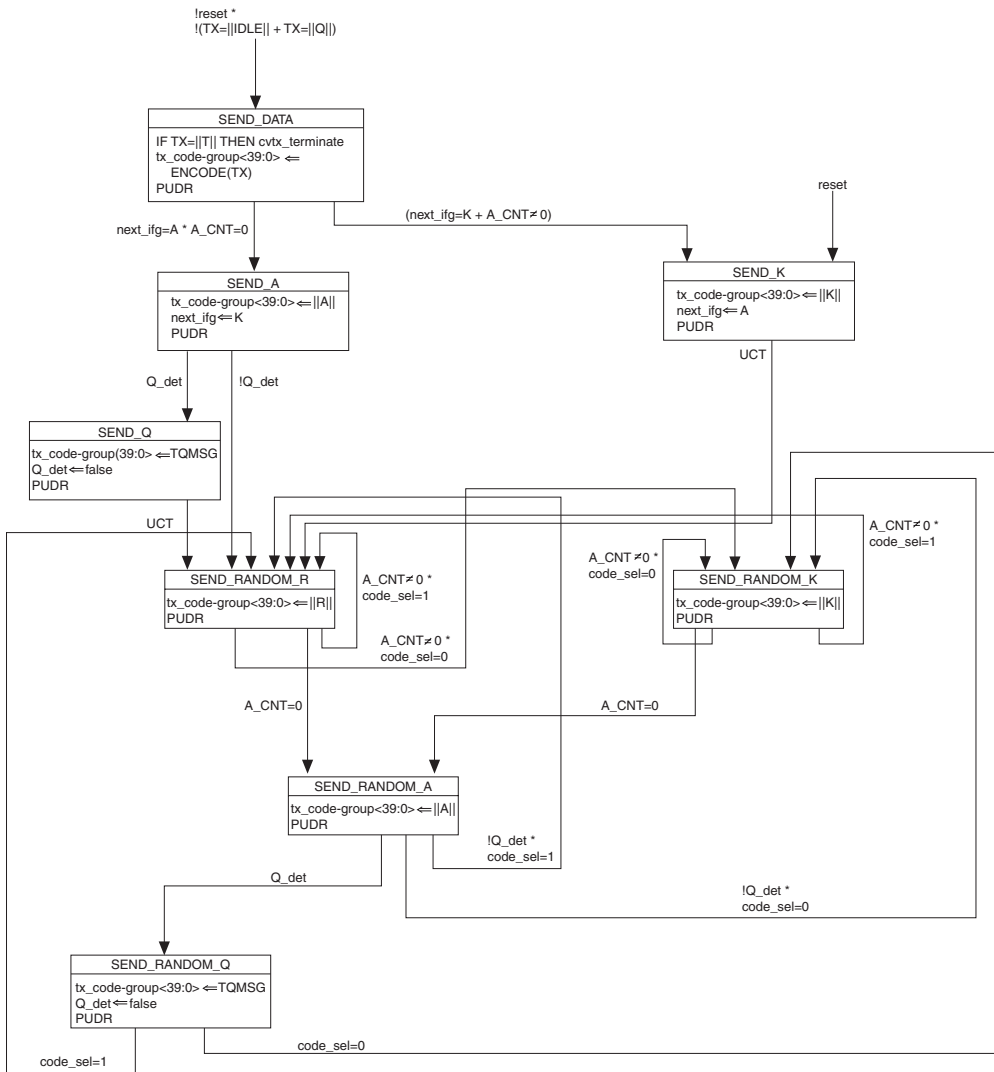 !reset *
!(TX=||IDLE|| + TX=||Q||)
SEND_DATA
IF TX=||T|| THEN cvtx_terminate
tx_code-group<39:0> ⇐
ENCODE(TX)
PUDR
reset
next_ifg=A * A_CNT=0
(next_ifg=K + A_CNT≠0)
SEND_A
tx_code-group<39:0>⇐||A||
next_ifg⇐K
PUDR
SEND_K
tx_code-group<39:0>⇐||K||
next_ifg⇐A
PUDR
UCT
Q_det
!Q_det
SEND_Q
tx_code-group(39:0> ⇐TQMSG
Q_det⇐false
PUDR
UCT
A_CNT≠0 *
code_sel=1
A_CNT≠0 *
code_sel=0
SEND_RANDOM_R
tx_code-group<39:0>⇐||R||
PUDR
A_CNT≠0 *
code_sel=1
SEND_RANDOM_K
tx_code-group<39:0>⇐||K||
PUDR
A_CNT≠0 *
code_sel=0
A_CNT=0
A_CNT=0
SEND_RANDOM_A
tx_code-group<39:0>⇐||A||
PUDR
!Q_det *
code_sel=1
Q_det
!Q_det *
code_sel=0
SEND_RANDOM_Q
tx_code-group<39:0> ⇐TQMSG
Q_det⇐false
PUDR
code_sel=0
code_sel=1